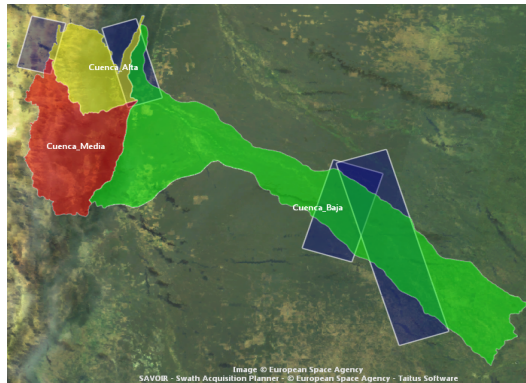 Cuenca_Alta
Cuenca_Media
Cuenca_Baja
Image © European Space Agency
SAVOIR - Swath Acquisition Planner - © European Space Agency - Taitus Software